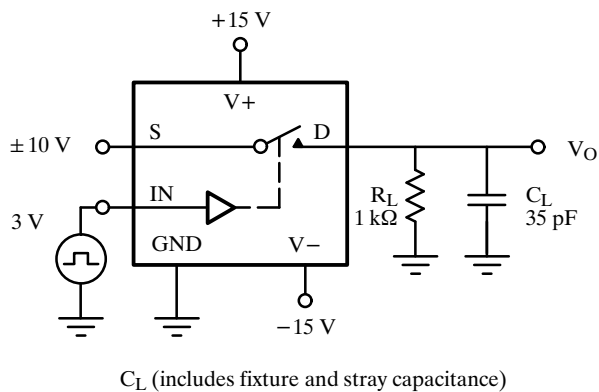 +15 V
V+
±10 V
S
D
V_O
3 V
IN
R_L
1 kΩ
C_L
35 pF
GND
V−
−15 V
C_L (includes fixture and stray capacitance)